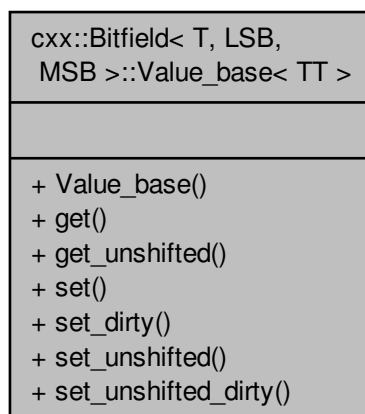 cxx::Bitfield< T, LSB,
MSB >::Value_base< TT >
+ Value_base()
+ get()
+ get_unshifted()
+ set()
+ set_dirty()
+ set_unshifted()
+ set_unshifted_dirty()